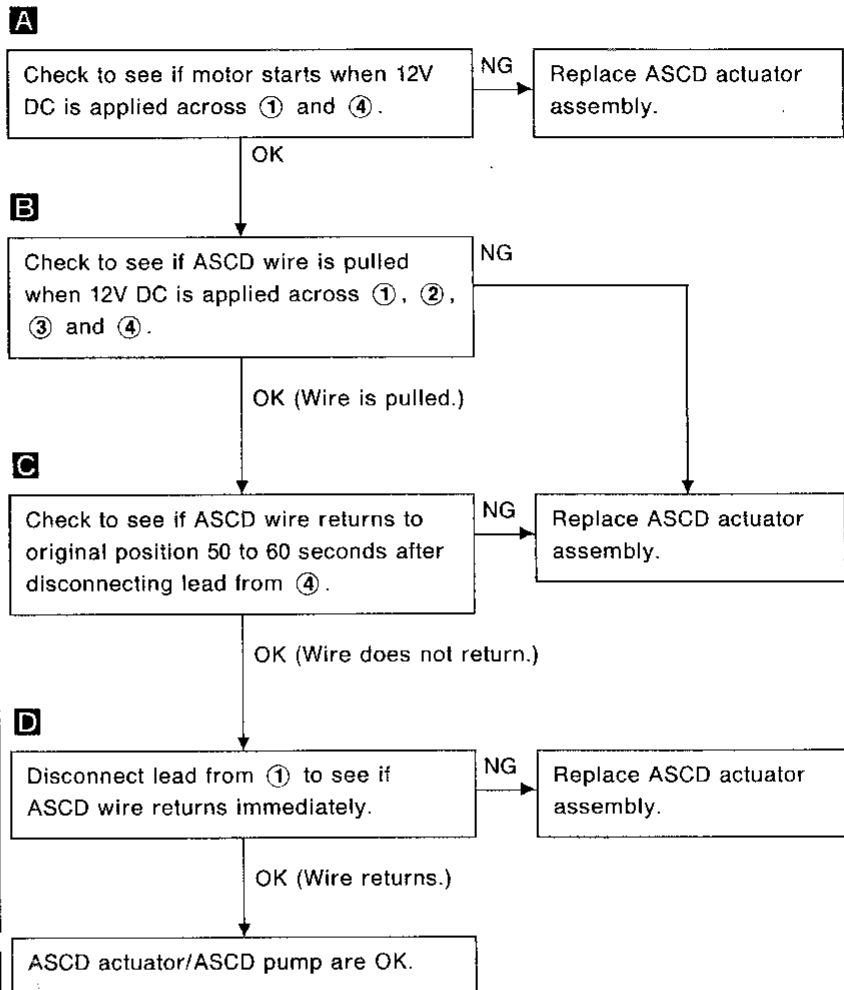 A
Check to see if motor starts when 12V
DC is applied across ① and ④.
NG
Replace ASCD actuator
assembly.
OK
B
Check to see if ASCD wire is pulled
when 12V DC is applied across ①, ②,
③ and ④.
NG
OK (Wire is pulled.)
C
Check to see if ASCD wire returns to
original position 50 to 60 seconds after
disconnecting lead from ④.
NG
Replace ASCD actuator
assembly.
OK (Wire does not return.)
D
Disconnect lead from ① to see if
ASCD wire returns immediately.
NG
Replace ASCD actuator
assembly.
OK (Wire returns.)
ASCD actuator/ASCD pump are OK.